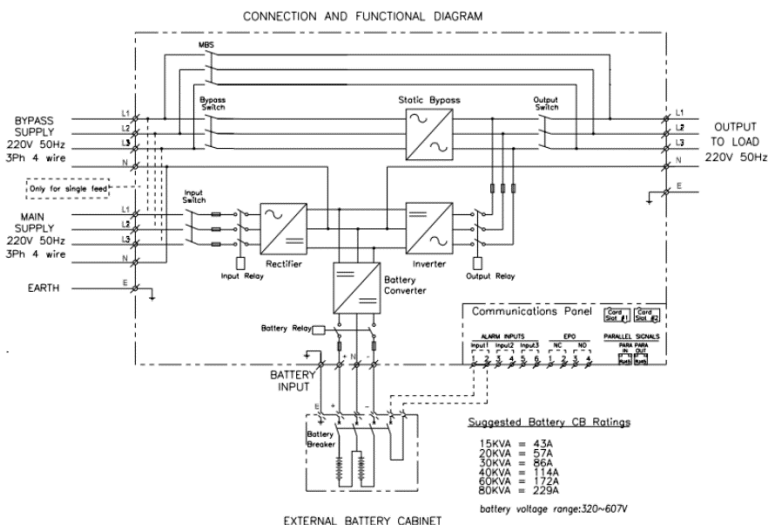 CONNECTION AND FUNCTIONAL DIAGRAM
MBS
Bypass
Switch
Static Bypass
Output
Switch
BYPASS
SUPPLY
220V 50Hz
3Ph 4 wire
L1
L2
L3
N
L1
L2
L3
N
E
OUTPUT
TO LOAD
220V 50Hz
Only for single feed
Input
Switch
MAIN
SUPPLY
220V 50Hz
3Ph 4 wire
L1
L2
L3
N
EARTH
E
Rectifier
Inverter
Input Relay
Output Relay
Battery
Converter
Battery Relay
+ N -
BATTERY
INPUT
Communications Panel
Card
Slot #1
Card
Slot #2
ALARM INPUTS
EPO
PARALLEL SIGNALS
Input1 Input2 Input3
NC NO
PARA
IN
PARA
OUT
RJ45
RJ45
1 2 3 4 5 6
1 2 3 4
E + -
Battery
Breaker
EXTERNAL BATTERY CABINET
Suggested Battery CB Ratings
15KVA = 43A
20KVA = 57A
30KVA = 86A
40KVA = 114A
60KVA = 172A
80KVA = 229A
battery voltage range:320~607V